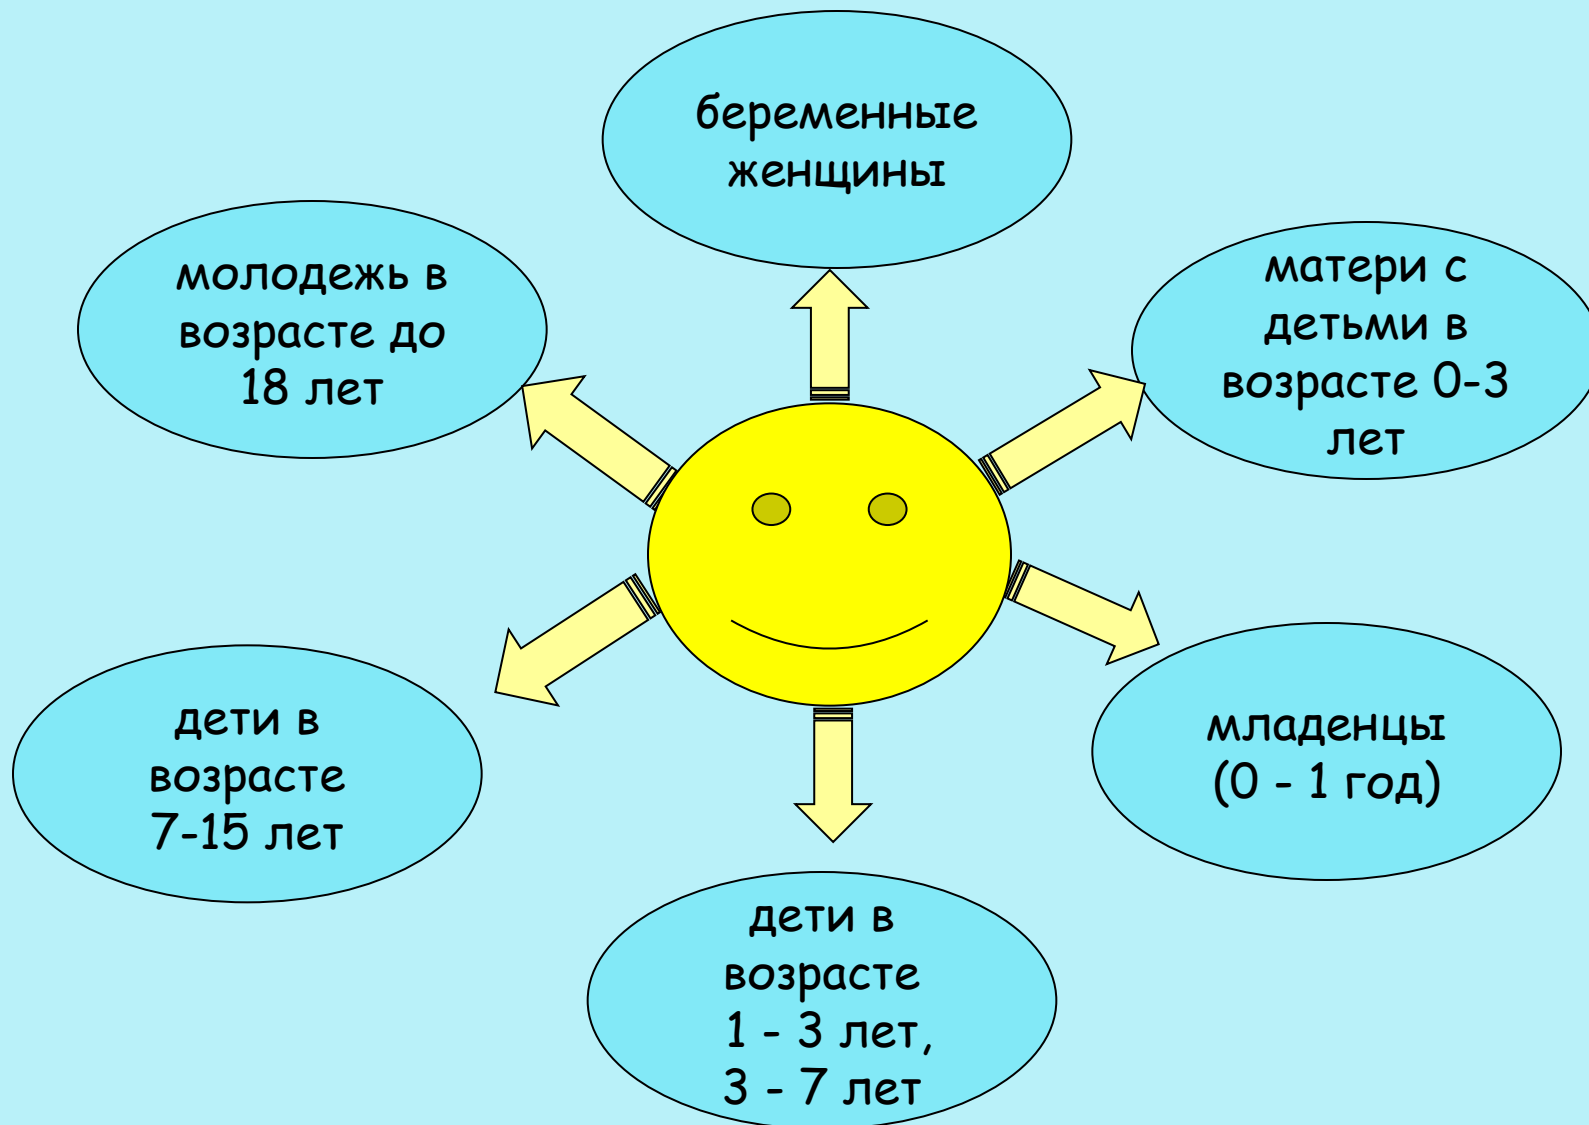 беременные
женщины
молодежь в
возрасте до
18 лет
матери с
детьми в
возрасте 0-3
лет
дети в
возрасте
7-15 лет
младенцы
(0 - 1 год)
дети в
возрасте
1 - 3 лет,
3 - 7 лет